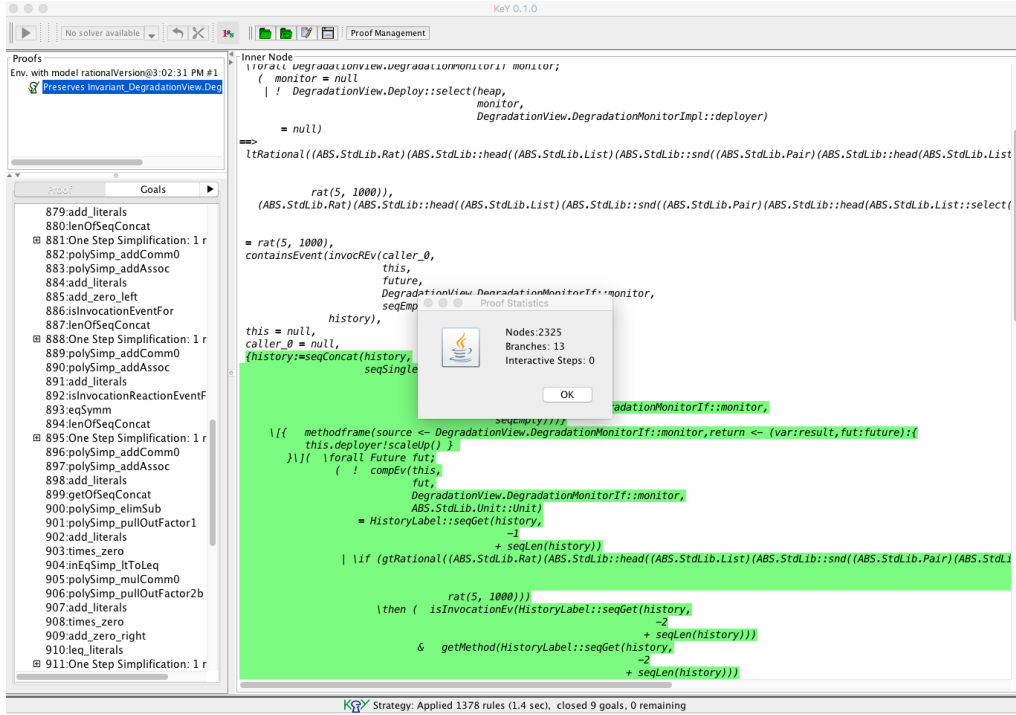 KeY 0.1.0
No solver available
Proof Management
Proofs
Env. with model rationalVersion@3:02:31 PM #1
Preserves Invariant_DegradationView.Deg
Proof
Goals
879:add_literals
880:lenOfSeqConcat
881:One Step Simplification: 1 r
882:polySimp_addComm0
883:polySimp_addAssoc
884:add_literals
885:add_zero_left
886:isInvocationEventFor
887:lenOfSeqConcat
888:One Step Simplification: 1 r
889:polySimp_addComm0
890:polySimp_addAssoc
891:add_literals
892:isInvocationReactionEventF
893:eqSymm
894:lenOfSeqConcat
895:One Step Simplification: 1 r
896:polySimp_addComm0
897:polySimp_addAssoc
898:add_literals
899:getOfSeqConcat
900:polySimp_elimSub
901:polySimp_pullOutFactor1
902:add_literals
903:times_zero
904:inEqSimp_ltToLeq
905:polySimp_mulComm0
906:polySimp_pullOutFactor2b
907:add_literals
908:times_zero
909:add_zero_right
910:leq_literals
911:One Step Simplification: 1 r
Inner Node
\forall DegradationView.DegradationMonitorIf monitor;
( monitor = null
| ! DegradationView.Deploy::select(heap,
monitor,
DegradationView.DegradationMonitorImpl::deployer)
= null)
==>
ltRational((ABS.StdLib.Rat)(ABS.StdLib::head((ABS.StdLib.List)(ABS.StdLib::snd((ABS.StdLib.Pair)(ABS.StdLib::head(ABS.StdLib.List
rat(5, 1000)),
(ABS.StdLib.Rat)(ABS.StdLib::head((ABS.StdLib.List)(ABS.StdLib::snd((ABS.StdLib.Pair)(ABS.StdLib::head(ABS.StdLib.List::select(
= rat(5, 1000),
containsEvent(invocREv(caller_0,
this,
future,
DegradationView.DegradationMonitorIf::monitor,
seqEmp
history),
this = null,
caller_0 = null,
{history:=seqConcat(history,
seqSingle
adationMonitorIf::monitor,
seqEmpty)))}
\[{ methodframe(source <- DegradationView.DegradationMonitorIf::monitor,return <- (var:result,fut:future):{
this.deployer!scaleUp() }
}\]( \forall Future fut;
( ! compEv(this,
fut,
DegradationView.DegradationMonitorIf::monitor,
ABS.StdLib.Unit::Unit)
= HistoryLabel::seqGet(history,
-1
+ seqLen(history))
| \if (gtRational((ABS.StdLib.Rat)(ABS.StdLib::head((ABS.StdLib.List)(ABS.StdLib::snd((ABS.StdLib.Pair)(ABS.StdLi
rat(5, 1000)))
\then ( isInvocationEv(HistoryLabel::seqGet(history,
-2
+ seqLen(history)))
& getMethod(HistoryLabel::seqGet(history,
-2
+ seqLen(history)))
Proof Statistics
Nodes:2325
Branches: 13
Interactive Steps: 0
OK
KeY Strategy: Applied 1378 rules (1.4 sec), closed 9 goals, 0 remaining